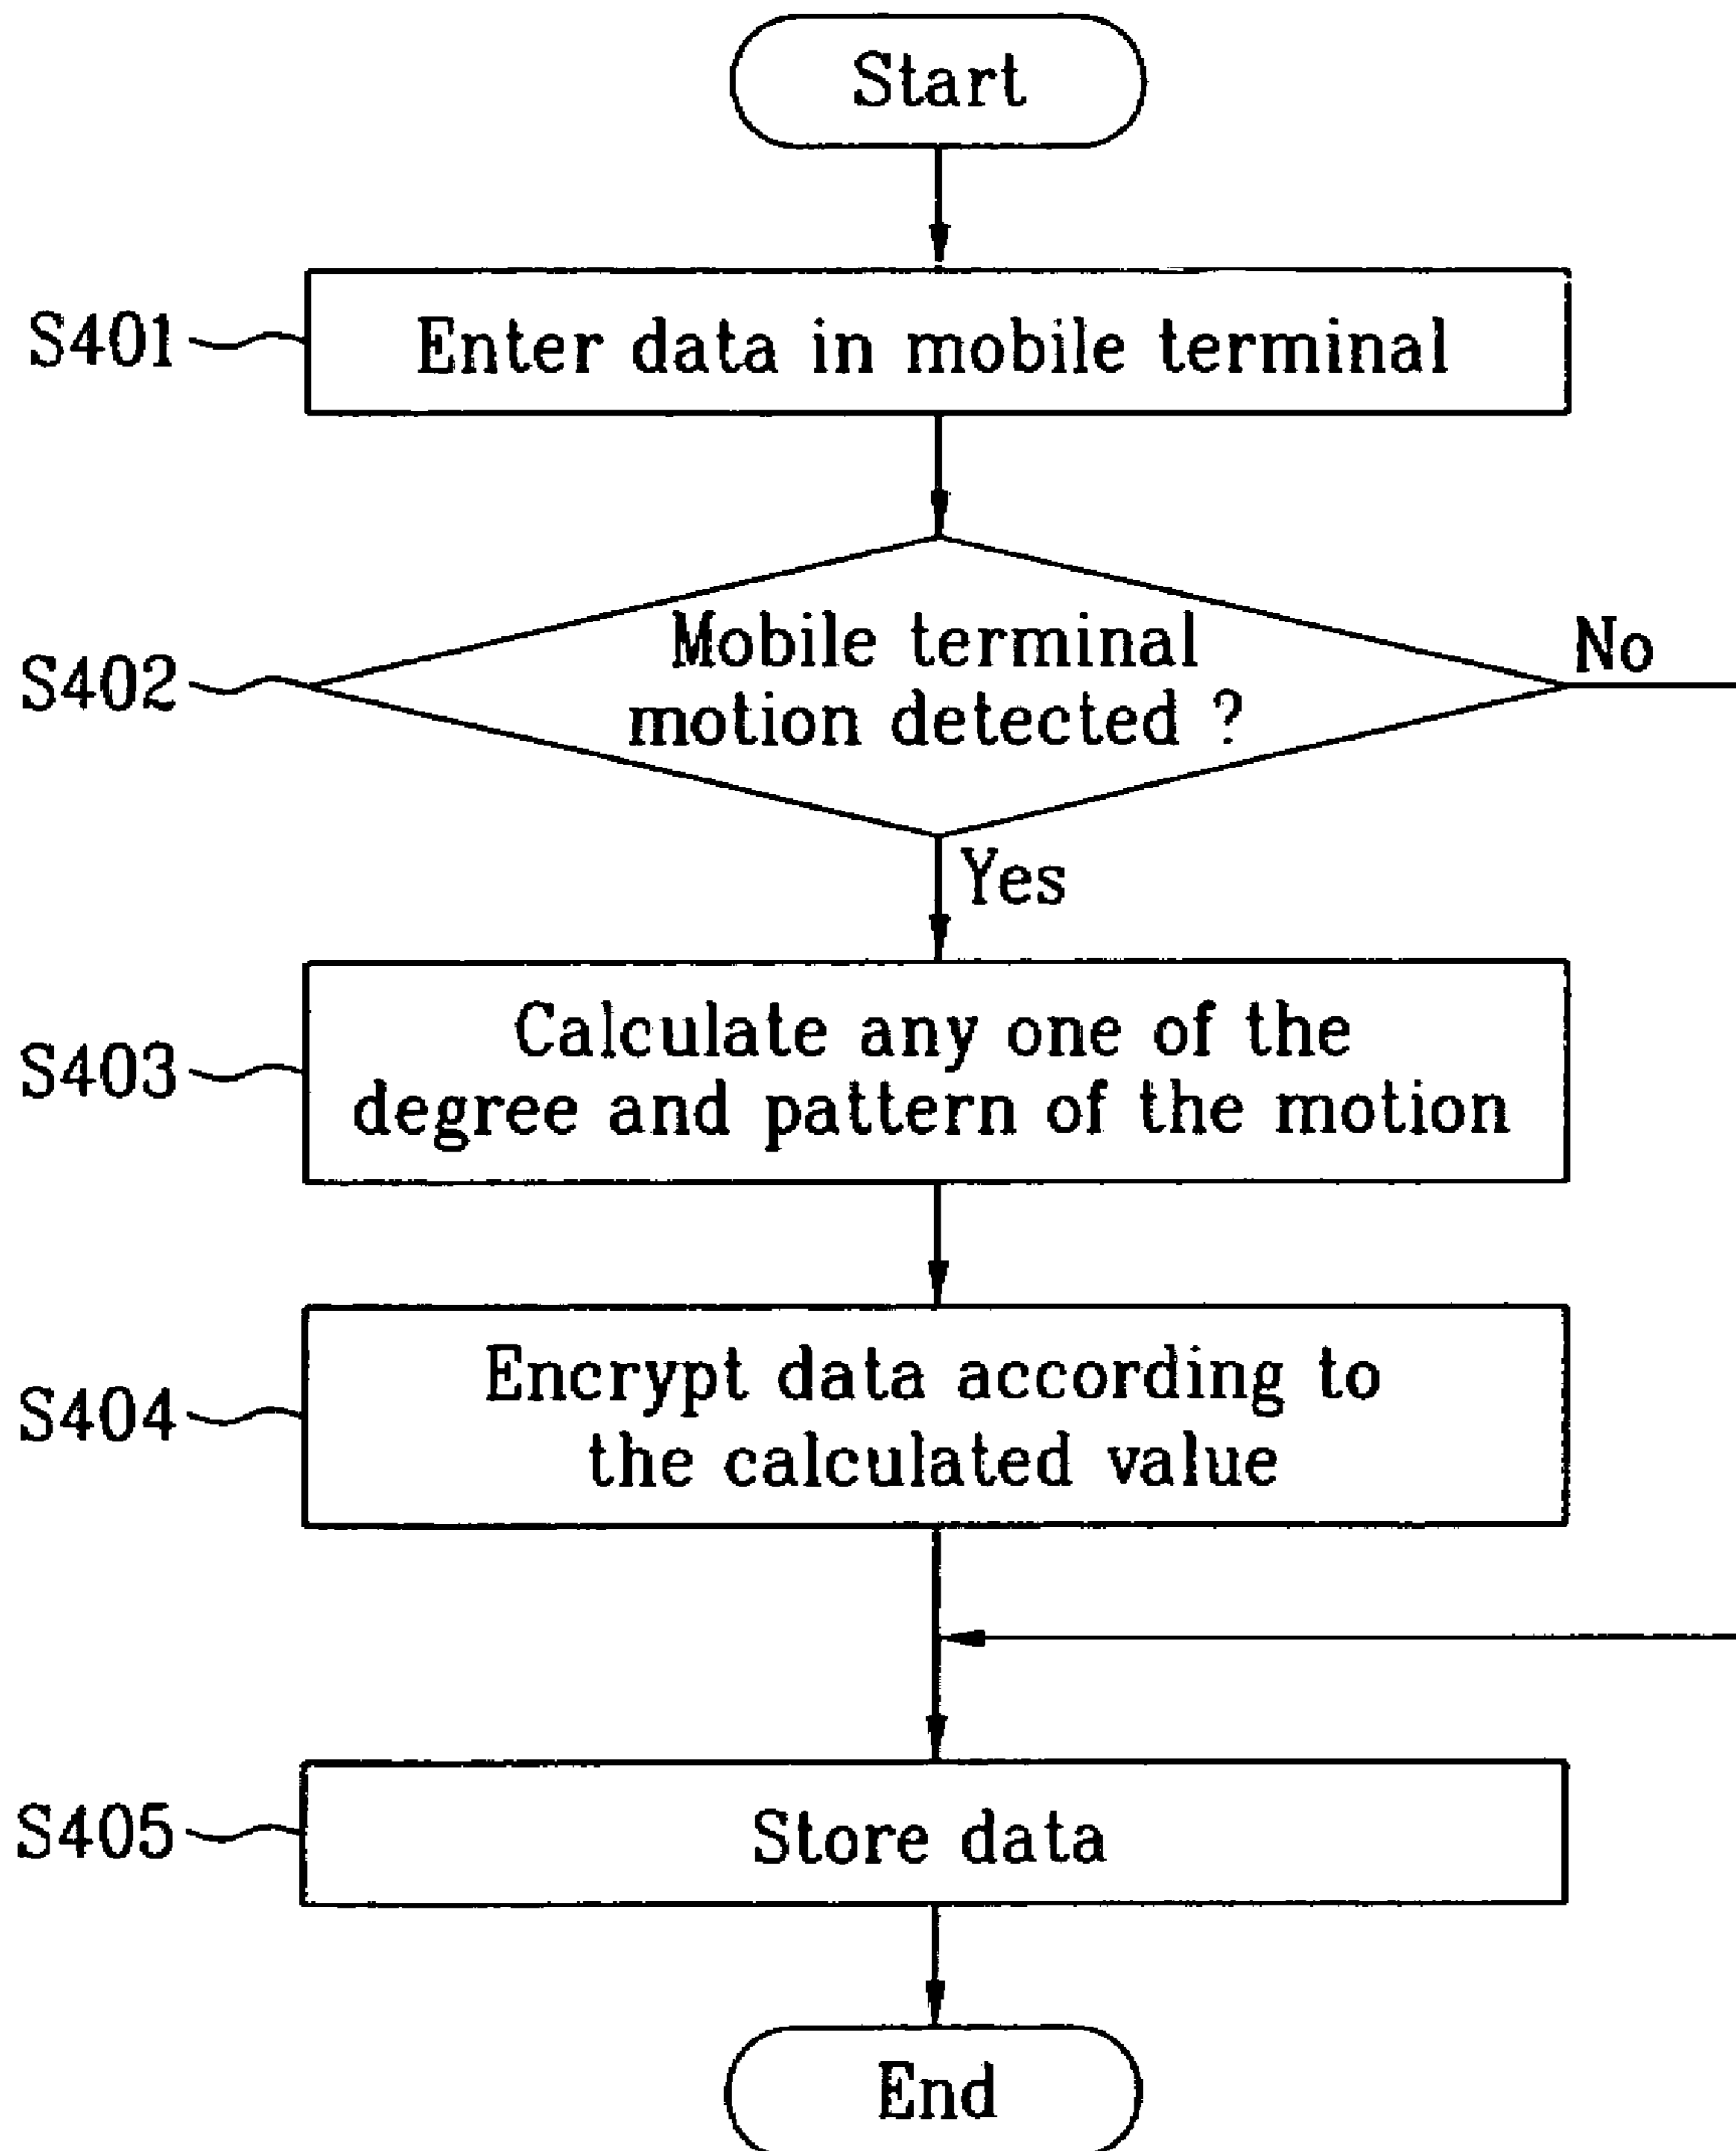 Start
S401
Enter data in mobile terminal
S402
Mobile terminal
motion detected ?
No
Yes
S403
Calculate any one of the
degree and pattern of the motion
S404
Encrypt data according to
the calculated value
S405
Store data
End